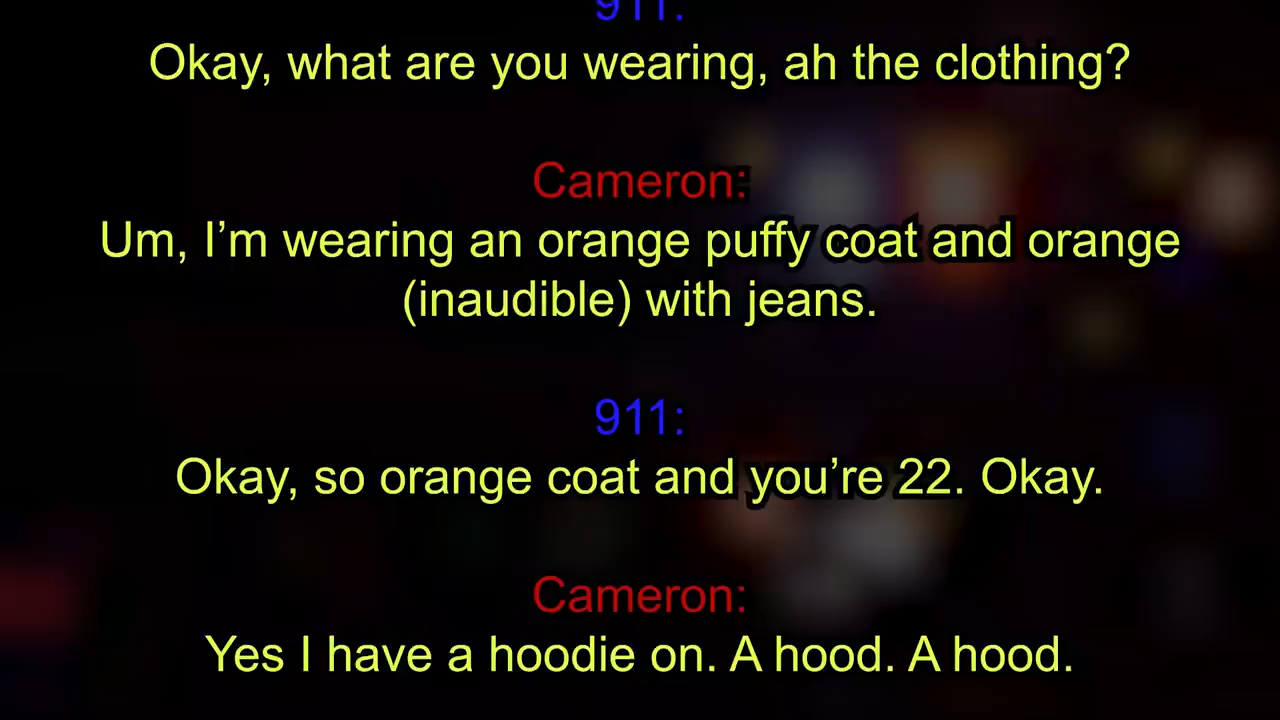 911:
Okay, what are you wearing, ah the clothing?
Cameron:
Um, I’m wearing an orange puffy coat and orange
(inaudible) with jeans.
911:
Okay, so orange coat and you’re 22. Okay.
Cameron:
Yes I have a hoodie on. A hood. A hood.